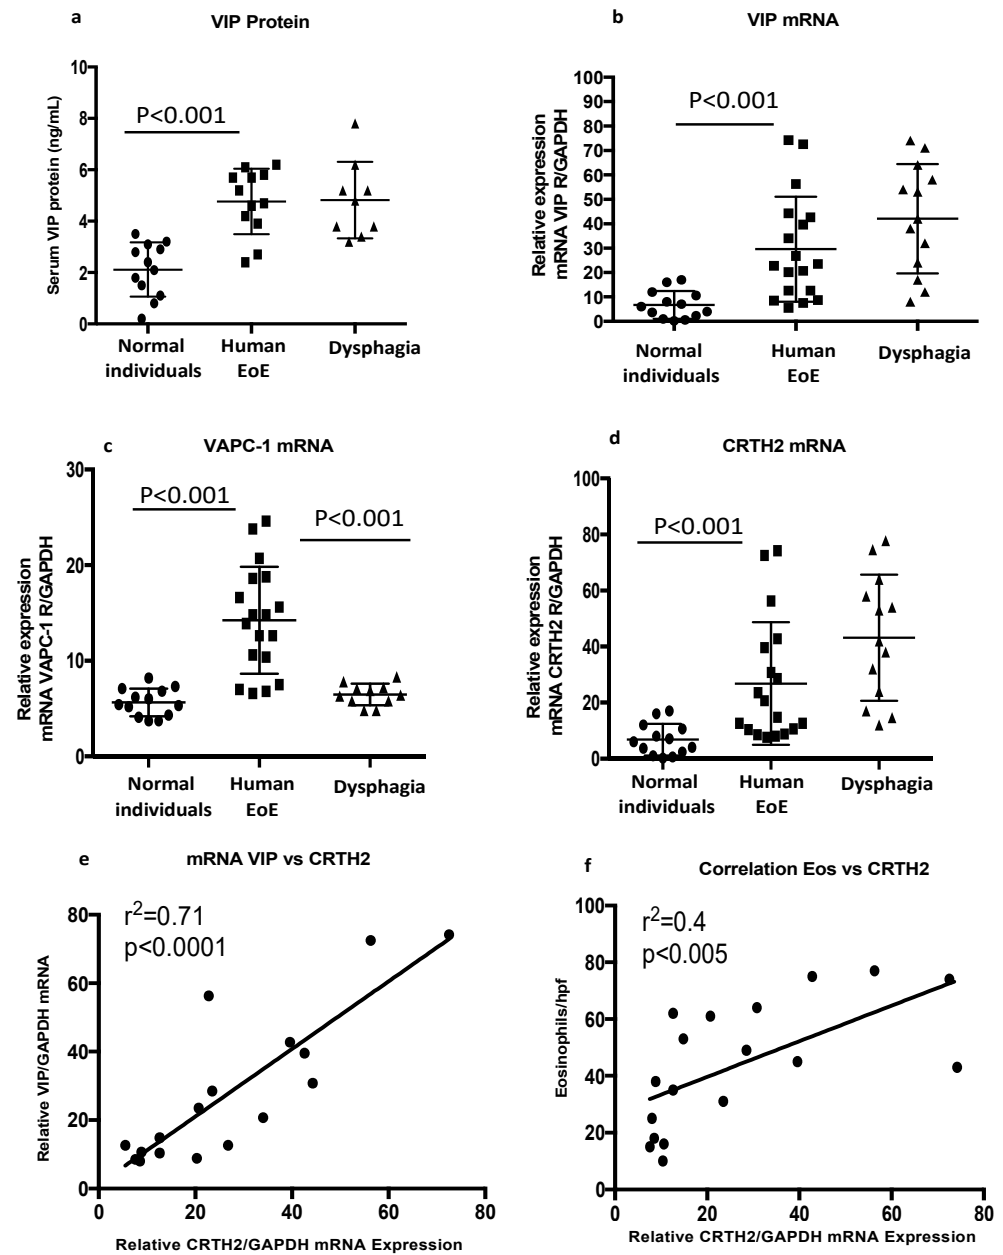 a
VIP Protein
Serum VIP protein (ng/mL)
10
8
6
4
2
0
P<0.001
Normal individuals
Human EoE
Dysphagia
b
VIP mRNA
Relative expression
mRNA VIP R/GAPDH
100
90
80
70
60
50
40
30
20
10
0
P<0.001
Normal individuals
Human EoE
Dysphagia
c
VAPC-1 mRNA
Relative expression
mRNA VAPC-1 R/GAPDH
30
20
10
0
P<0.001
P<0.001
Normal individuals
Human EoE
Dysphagia
d
CRTH2 mRNA
Relative expression
mRNA CRTH2 R/GAPDH
100
80
60
40
20
0
P<0.001
Normal individuals
Human EoE
Dysphagia
e
mRNA VIP vs CRTH2
Relative VIP/GAPDH mRNA
80
60
40
20
0
r²=0.71
p<0.0001
0 20 40 60 80
Relative CRTH2/GAPDH mRNA Expression
f
Correlation Eos vs CRTH2
Eosinophils/hpf
100
80
60
40
20
0
r²=0.4
p<0.005
0 20 40 60 80
Relative CRTH2/GAPDH mRNA Expression